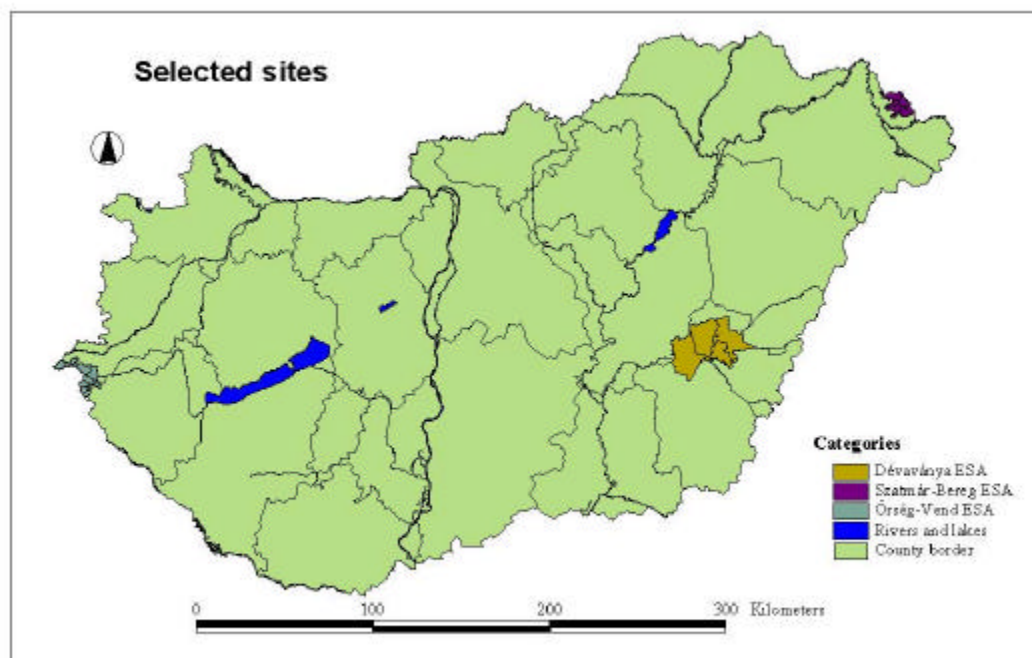 Selected sites
Categories
Dévaványa ESA
Szatmár-Bereg ESA
Őrség-Vend ESA
Rivers and lakes
County border
0 100 200 300 Kilometers